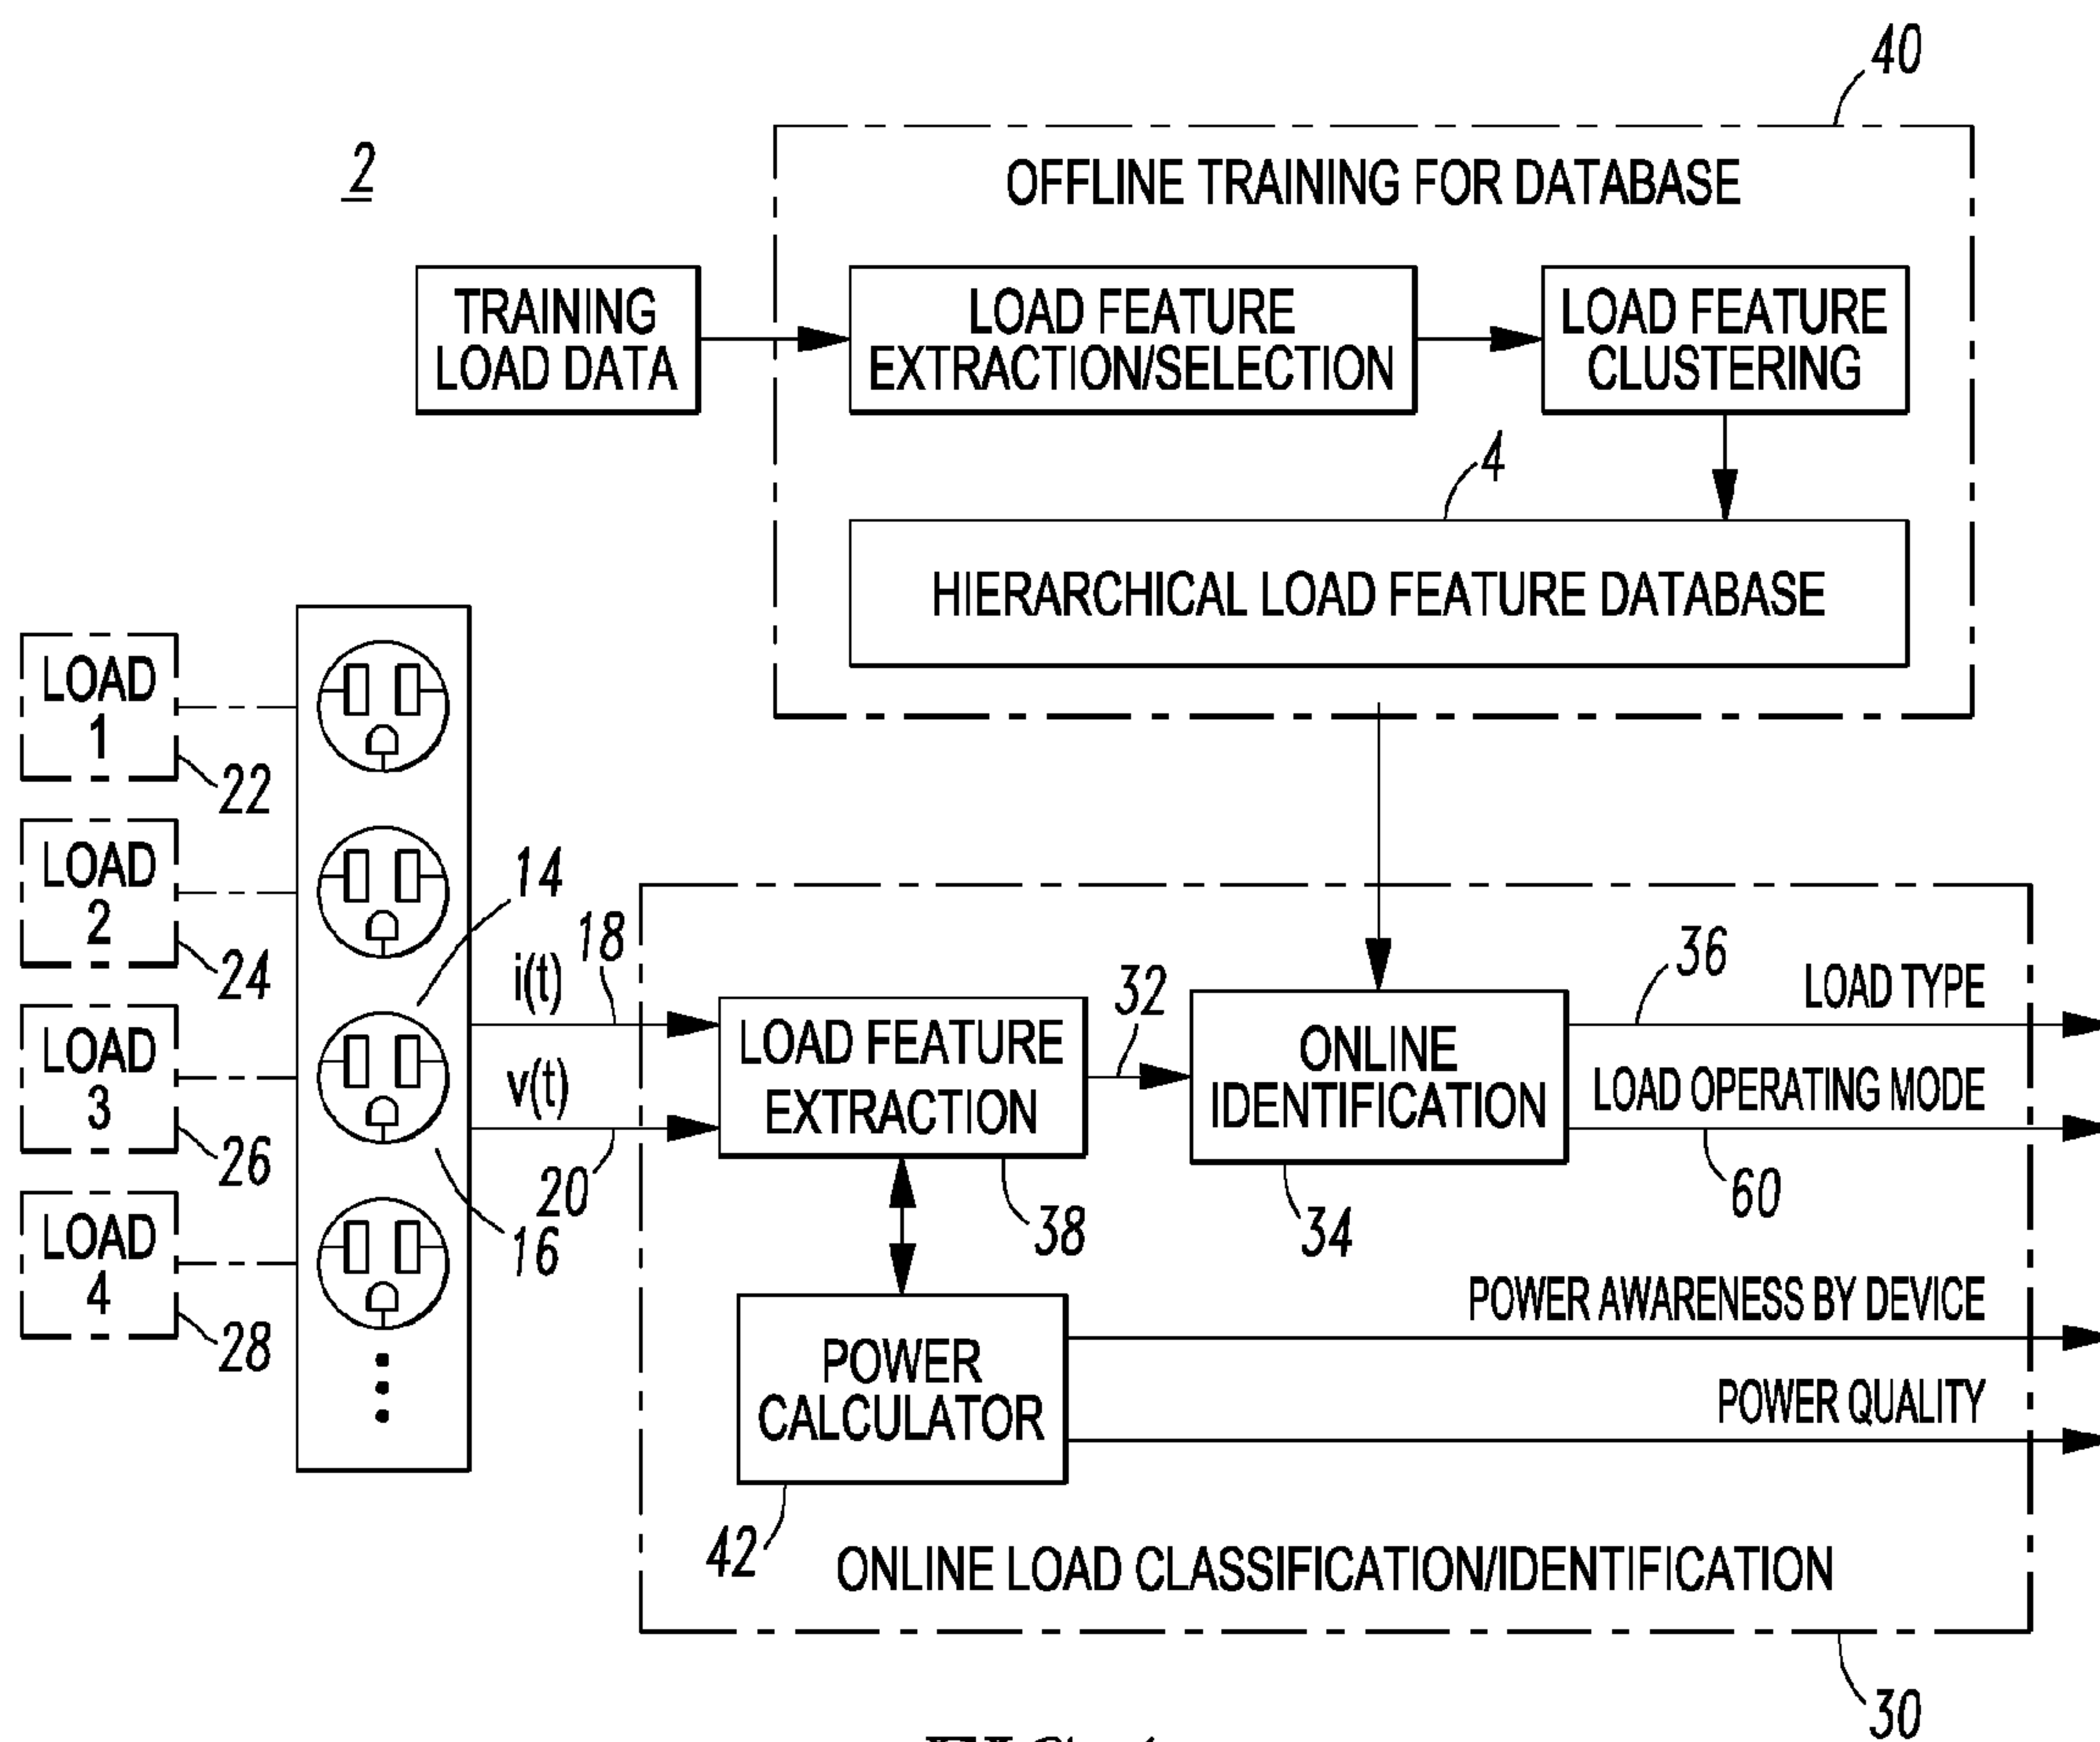 40
2
OFFLINE TRAINING FOR DATABASE
TRAINING
LOAD DATA
LOAD FEATURE
EXTRACTION/SELECTION
LOAD FEATURE
CLUSTERING
4
HIERARCHICAL LOAD FEATURE DATABASE
LOAD
1
22
LOAD
2
24
LOAD
3
26
LOAD
4
28
14
16
i(t)
18
v(t)
20
LOAD FEATURE
EXTRACTION
38
32
ONLINE
IDENTIFICATION
34
36
LOAD TYPE
LOAD OPERATING MODE
60
POWER
CALCULATOR
42
POWER AWARENESS BY DEVICE
POWER QUALITY
ONLINE LOAD CLASSIFICATION/IDENTIFICATION
30